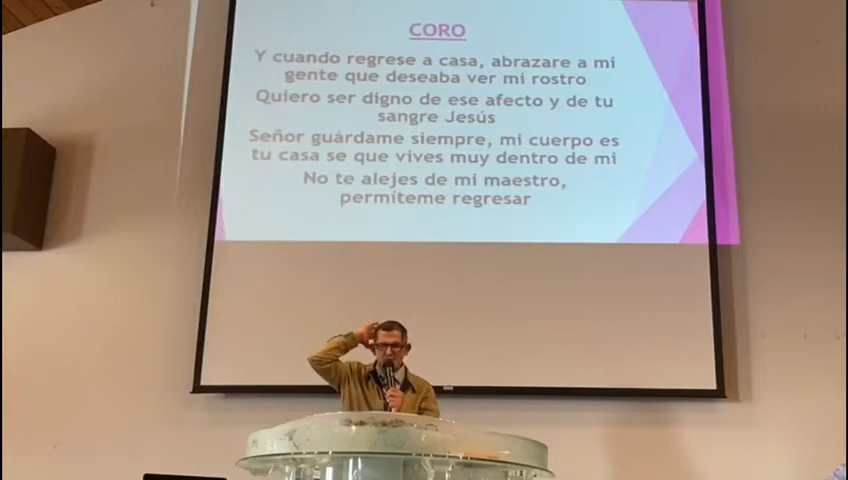 CORO
Y cuando regrese a casa, abrazare a mi
gente que deseaba ver mi rostro
Quiero ser digno de ese afecto y de tu
sangre Jesús
Señor guárdame siempre, mi cuerpo es
tu casa se que vives muy dentro de mi
No te alejes de mi maestro,
permíteme regresar